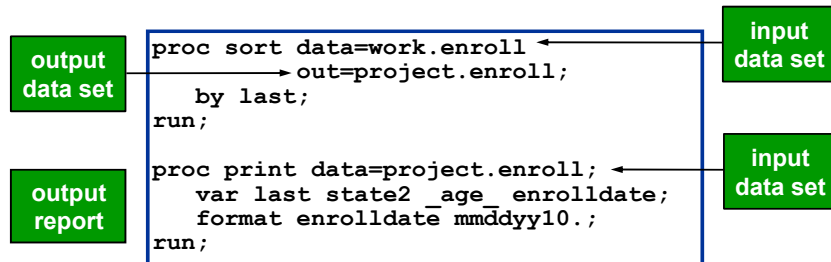 input
data set
output
data set
proc sort data=work.enroll
out=project.enroll;
by last;
run;
input
data set
output
report
proc print data=project.enroll;
var last state2 _age_ enrolldate;
format enrolldate mmddyy10.;
run;